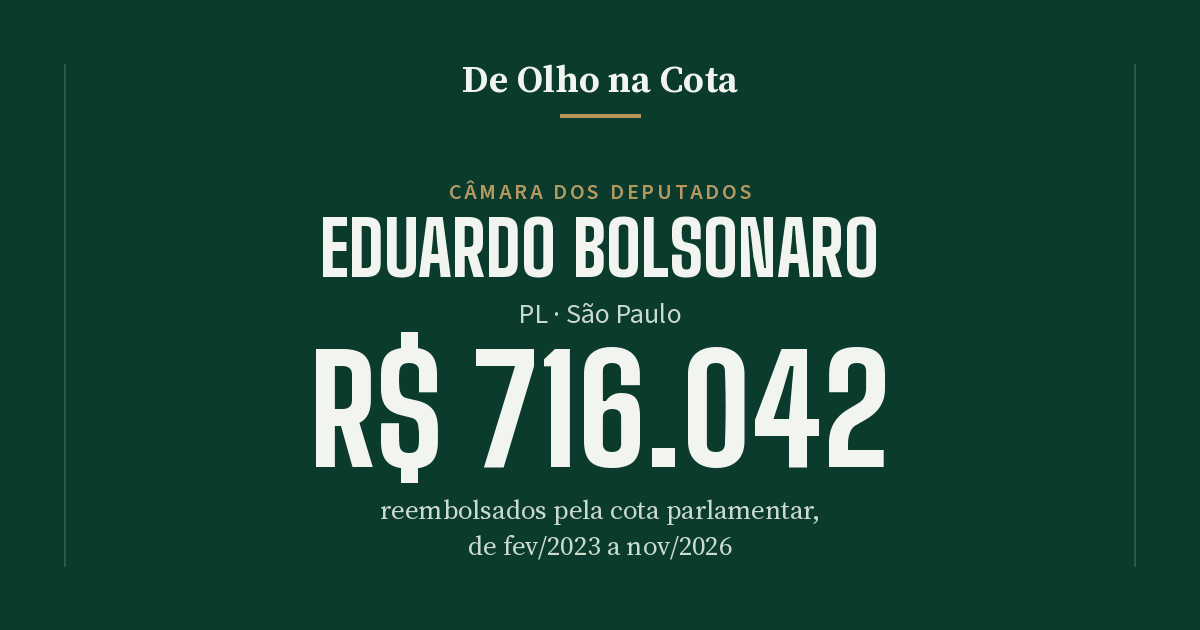 De Olho na Cota
CÂMARA DOS DEPUTADOS
EDUARDO BOLSONARO
PL · São Paulo
R$ 716.042
reembolsados pela cota parlamentar,
de fev/2023 a nov/2026